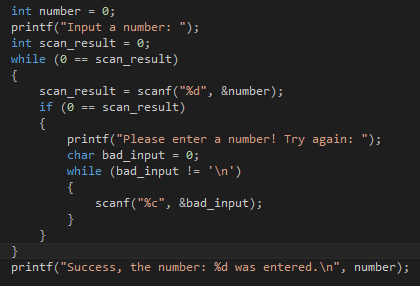 int number = 0;
printf("Input a number: ");
int scan_result = 0;
while (0 == scan_result)
{
    scan_result = scanf("%d", &number);
    if (0 == scan_result)
    {
        printf("Please enter a number! Try again: ");
        char bad_input = 0;
        while (bad_input != '\n')
        {
            scanf("%c", &bad_input);
        }
    }
}
printf("Success, the number: %d was entered.\n", number);